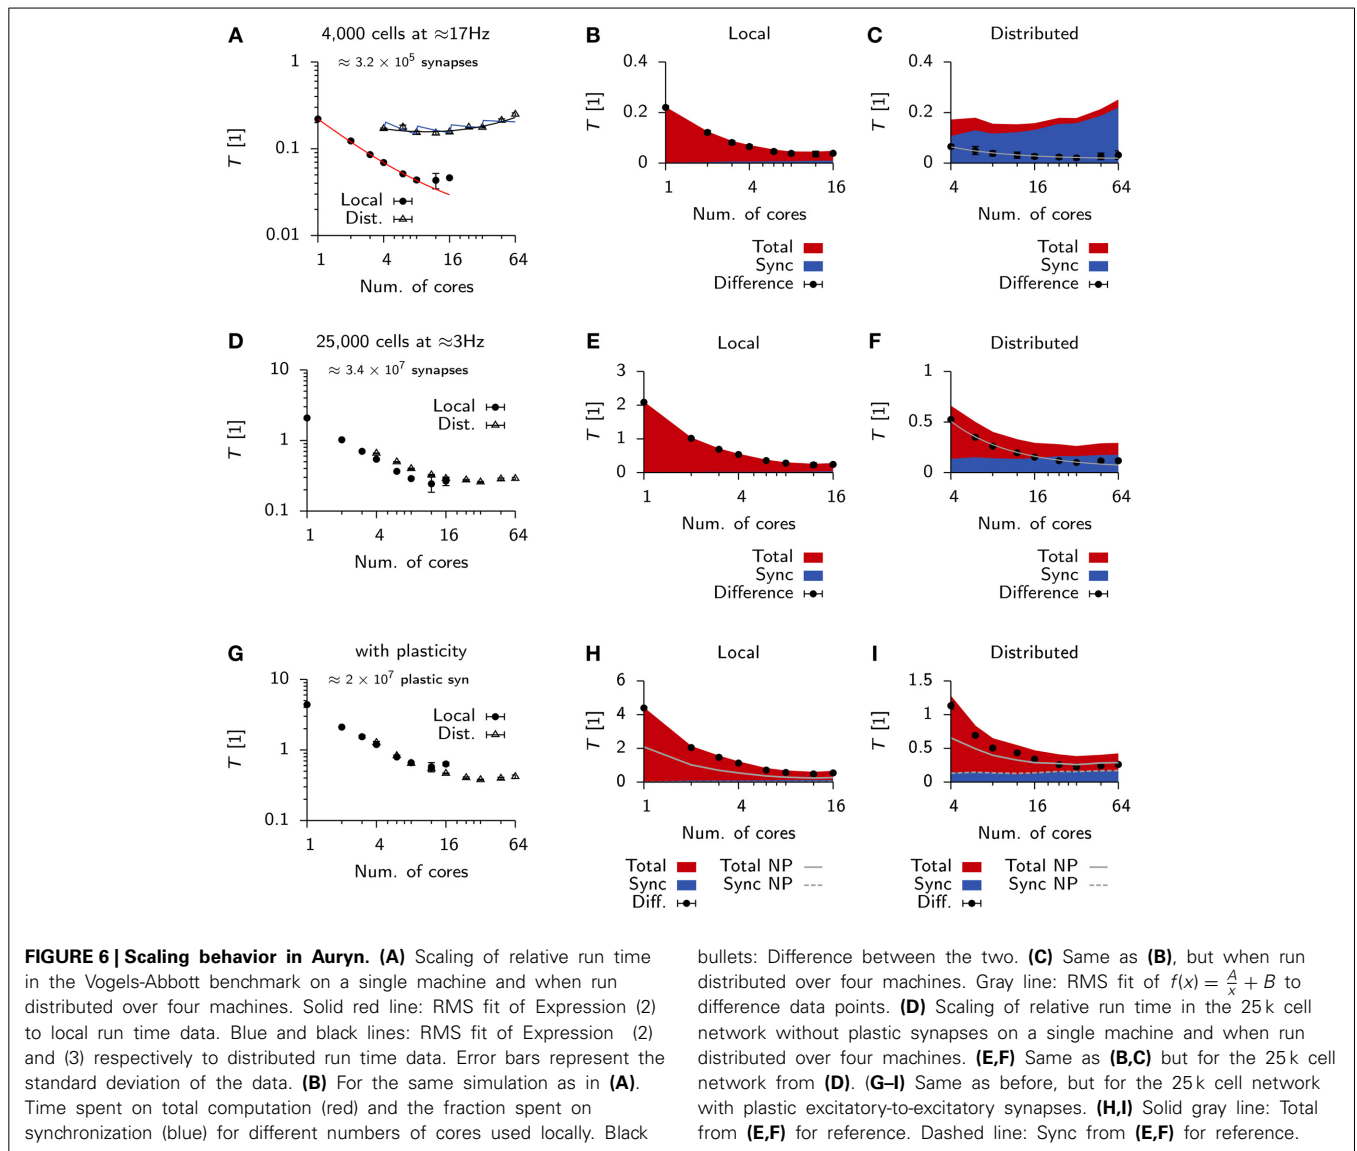 A
4,000 cells at ≈17Hz
≈ 3.2 × 10⁵ synapses
1
0.1
0.01
T [1]
Local
Dist.
1 4 16 64
Num. of cores
B
Local
0.4
0.2
0
T [1]
1 4 16
Num. of cores
Total
Sync
Difference
C
Distributed
0.4
0.2
0
T [1]
4 16 64
Num. of cores
Total
Sync
Difference
D
25,000 cells at ≈3Hz
≈ 3.4 × 10⁷ synapses
10
1
0.1
T [1]
Local
Dist.
1 4 16 64
Num. of cores
E
Local
3
2
1
0
T [1]
1 4 16
Num. of cores
Total
Sync
Difference
F
Distributed
1
0.5
0
T [1]
4 16 64
Num. of cores
Total
Sync
Difference
G
with plasticity
≈ 2 × 10⁷ plastic syn
10
1
0.1
T [1]
Local
Dist.
1 4 16 64
Num. of cores
H
Local
6
4
2
0
T [1]
1 4 16
Num. of cores
Total Total NP
Sync Sync NP
Diff.
I
Distributed
1.5
1
0.5
0
T [1]
4 16 64
Num. of cores
Total Total NP
Sync Sync NP
Diff.
FIGURE 6 | Scaling behavior in Auryn. (A) Scaling of relative run time
in the Vogels-Abbott benchmark on a single machine and when run
distributed over four machines. Solid red line: RMS fit of Expression (2)
to local run time data. Blue and black lines: RMS fit of Expression (2)
and (3) respectively to distributed run time data. Error bars represent the
standard deviation of the data. (B) For the same simulation as in (A).
Time spent on total computation (red) and the fraction spent on
synchronization (blue) for different numbers of cores used locally. Black
bullets: Difference between the two. (C) Same as (B), but when run
distributed over four machines. Gray line: RMS fit of f(x) = A/x + B to
difference data points. (D) Scaling of relative run time in the 25 k cell
network without plastic synapses on a single machine and when run
distributed over four machines. (E,F) Same as (B,C) but for the 25 k cell
network from (D). (G–I) Same as before, but for the 25 k cell network
with plastic excitatory-to-excitatory synapses. (H,I) Solid gray line: Total
from (E,F) for reference. Dashed line: Sync from (E,F) for reference.